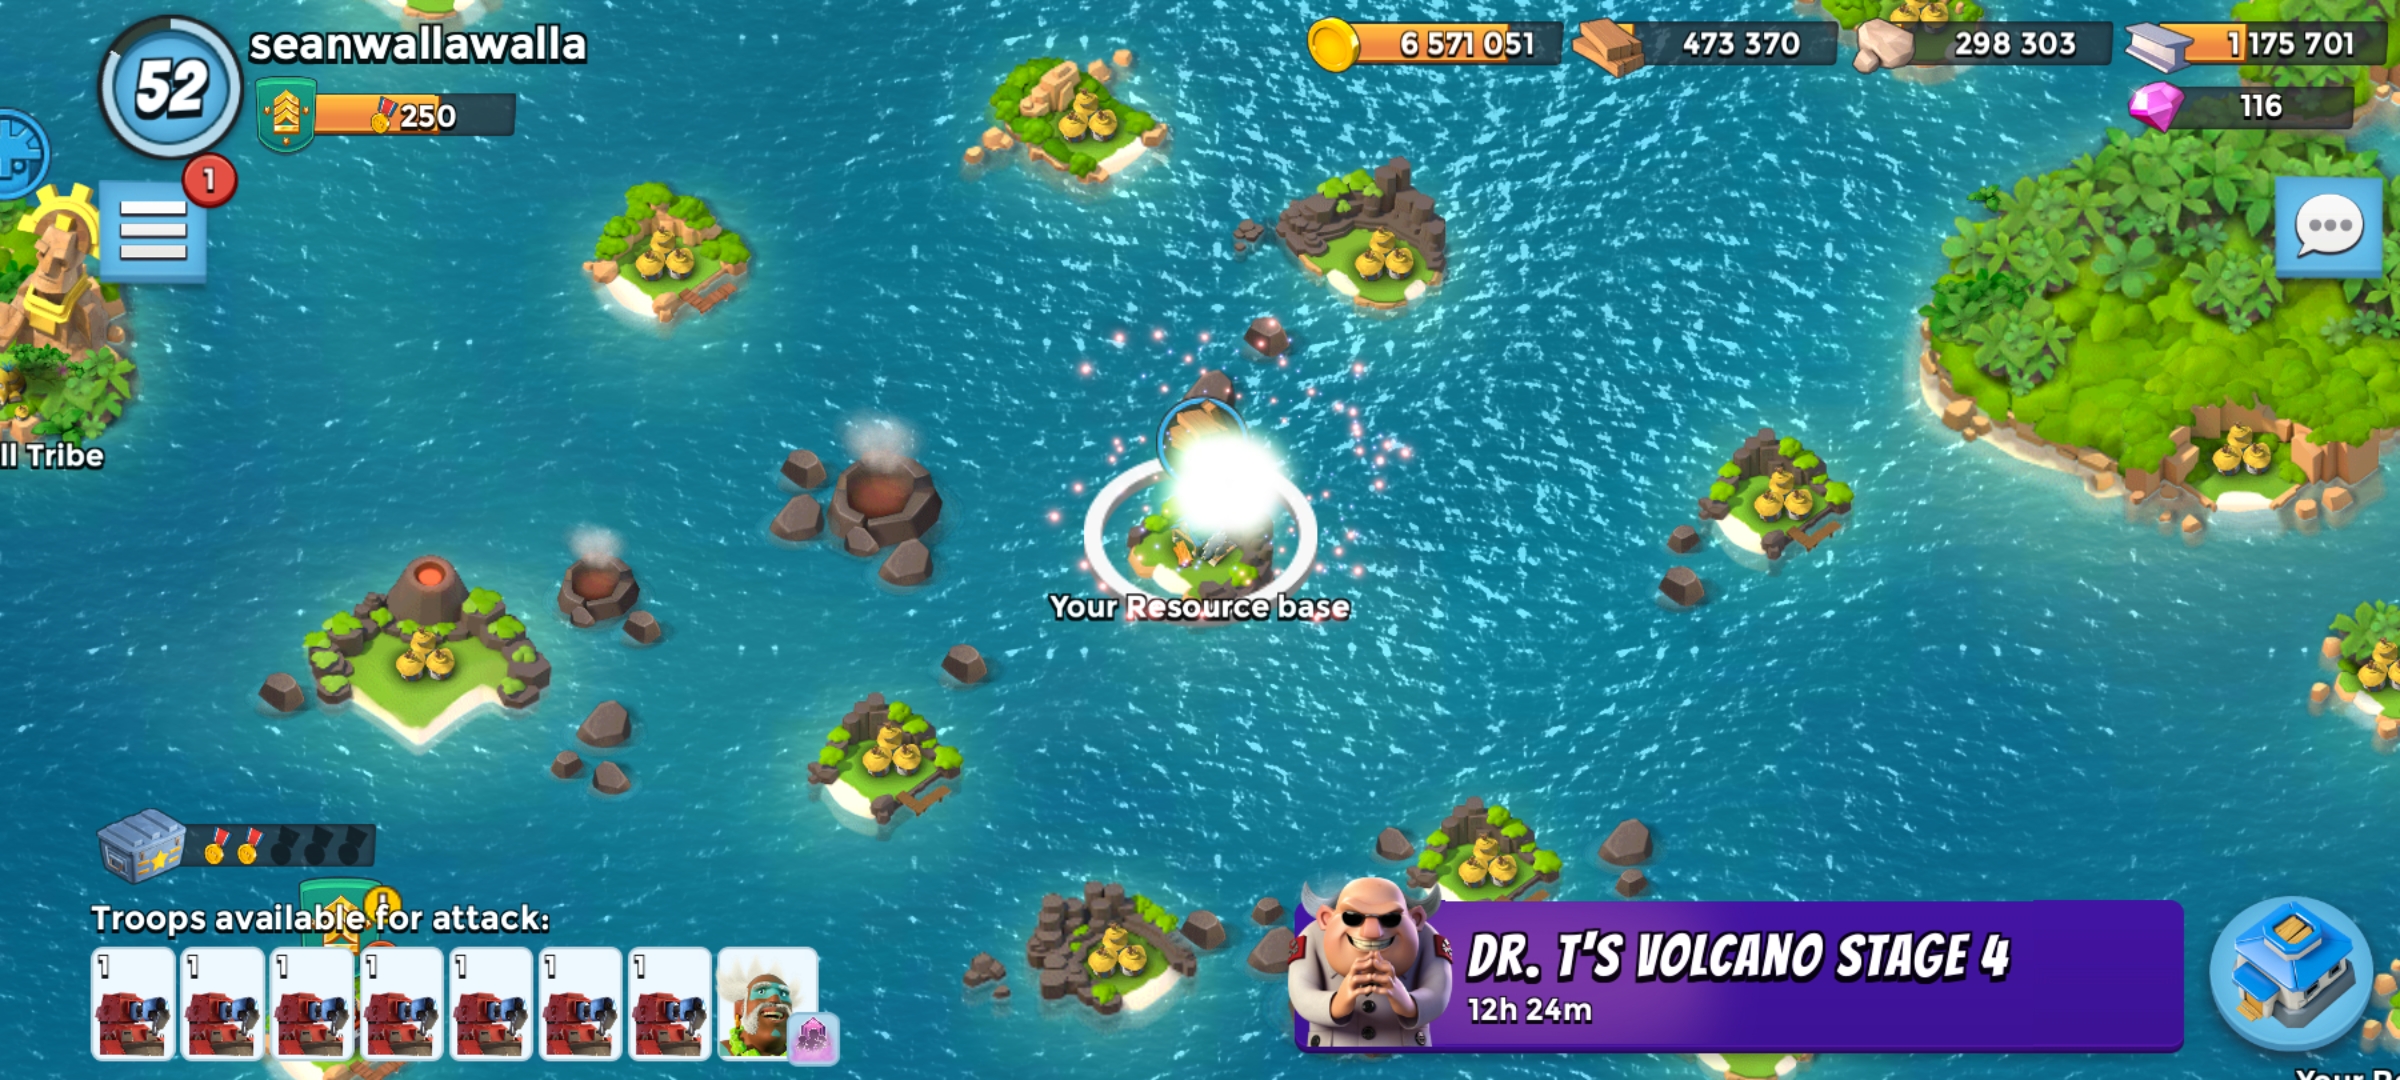 52
seanwallawalla
250
6 571 051
473 370
298 303
1 175 701
116
1
ll Tribe
Your Resource base
Troops available for attack:
1
1
1
1
1
1
1
DR. T'S VOLCANO STAGE 4
12h 24m